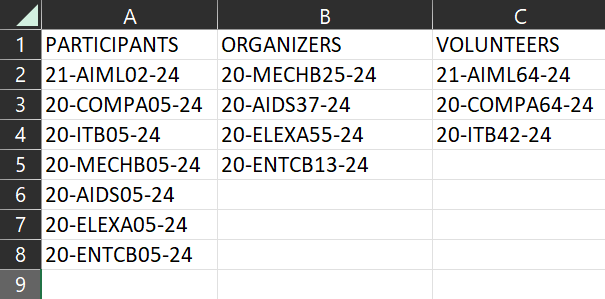 A B C
1 PARTICIPANTS ORGANIZERS VOLUNTEERS
2 21-AIML02-24 20-MECHB25-24 21-AIML64-24
3 20-COMPA05-24 20-AIDS37-24 20-COMPA64-24
4 20-ITB05-24 20-ELEXA55-24 20-ITB42-24
5 20-MECHB05-24 20-ENTCB13-24
6 20-AIDS05-24
7 20-ELEXA05-24
8 20-ENTCB05-24
9